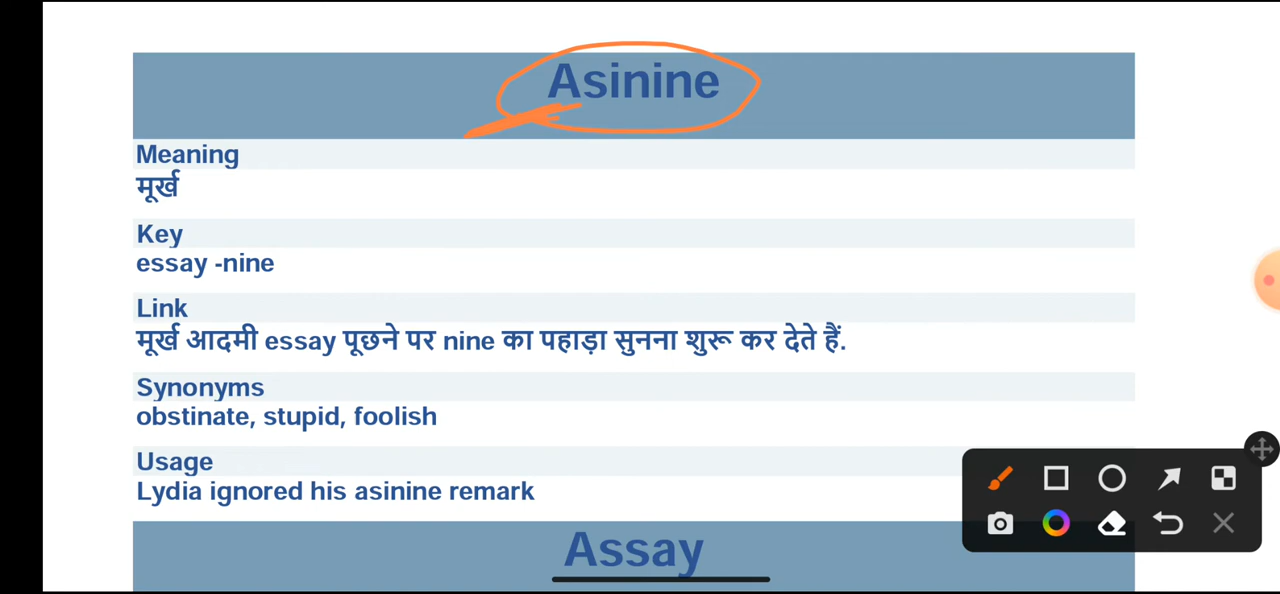 Asinine
Meaning
मूर्ख
Key
essay -nine
Link
मूर्ख आदमी essay पूछने पर nine का पहाड़ा सुनना शुरू कर देते हैं.
Synonyms
obstinate, stupid, foolish
Usage
Lydia ignored his asinine remark
Assay